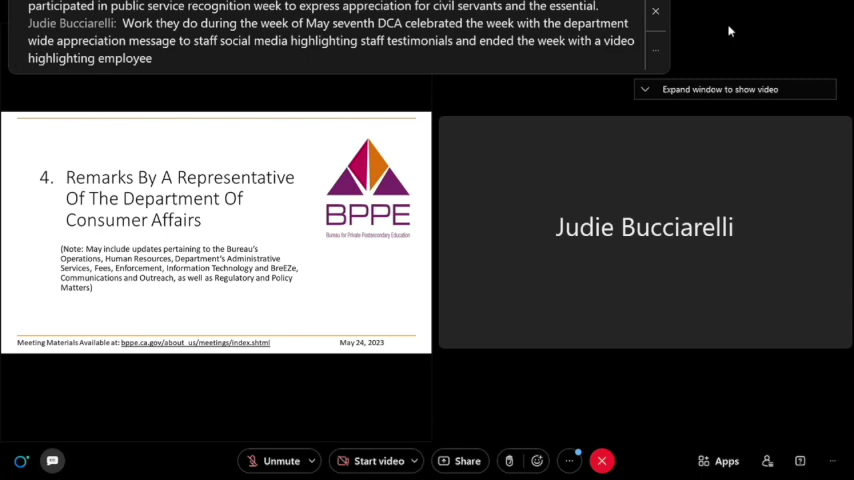 participated in public service recognition week to express appreciation for civil servants and the essential.
Judie Bucciarelli: Work they do during the week of May seventh DCA celebrated the week with the department
wide appreciation message to staff social media highlighting staff testimonials and ended the week with a video
highlighting employee
Expand window to show video
4. Remarks By A Representative
Of The Department Of
Consumer Affairs
(Note: May include updates pertaining to the Bureau's
Operations, Human Resources, Department's Administrative
Services, Fees, Enforcement, Information Technology and BreEZe,
Communications and Outreach, as well as Regulatory and Policy
Matters)
BPPE
Bureau for Private Postsecondary Education
Meeting Materials Available at: bppe.ca.gov/about_us/meetings/index.shtml
May 24, 2023
Judie Bucciarelli
Unmute
Start video
Share
Apps